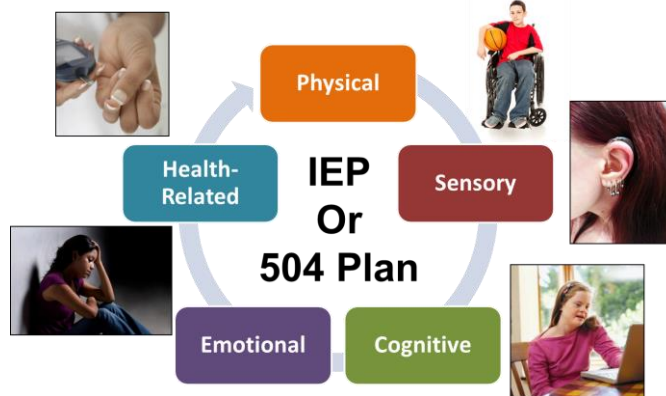 Physical
Health-
Related
IEP
Or
504 Plan
Sensory
Emotional
Cognitive